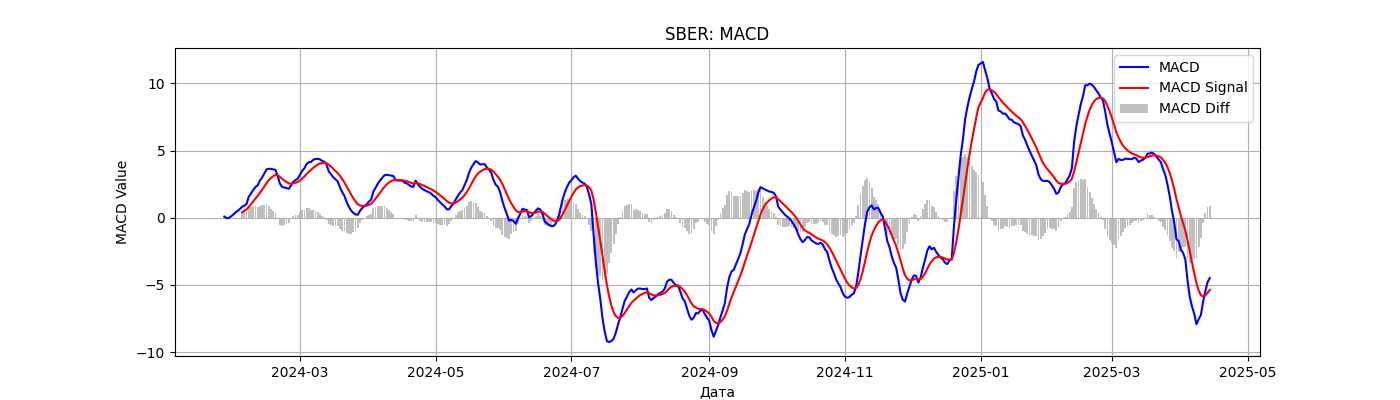 SBER: MACD
MACD
MACD Signal
MACD Diff
MACD Value
10
5
0
−5
−10
2024-03
2024-05
2024-07
2024-09
2024-11
2025-01
2025-03
2025-05
Дата